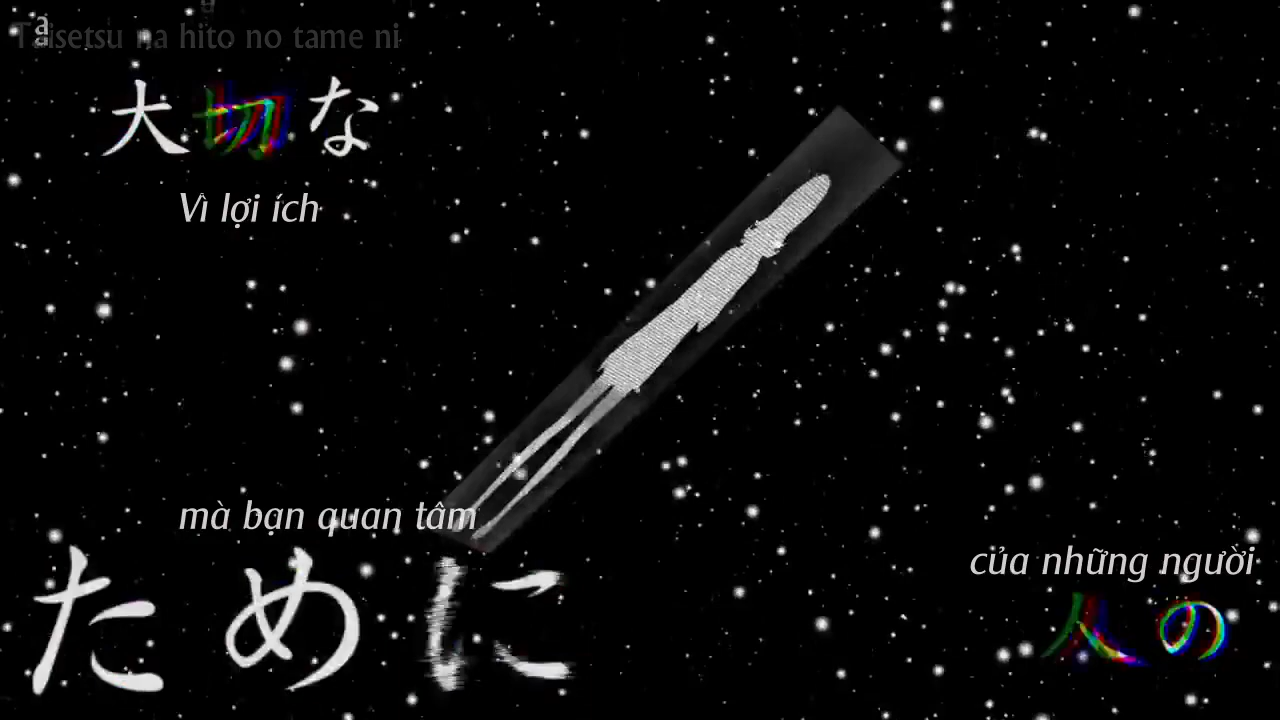 Taisetsu na hito no tame ni
大切な
Vì lợi ích
mà bạn quan tâm
ために
của những người
人の